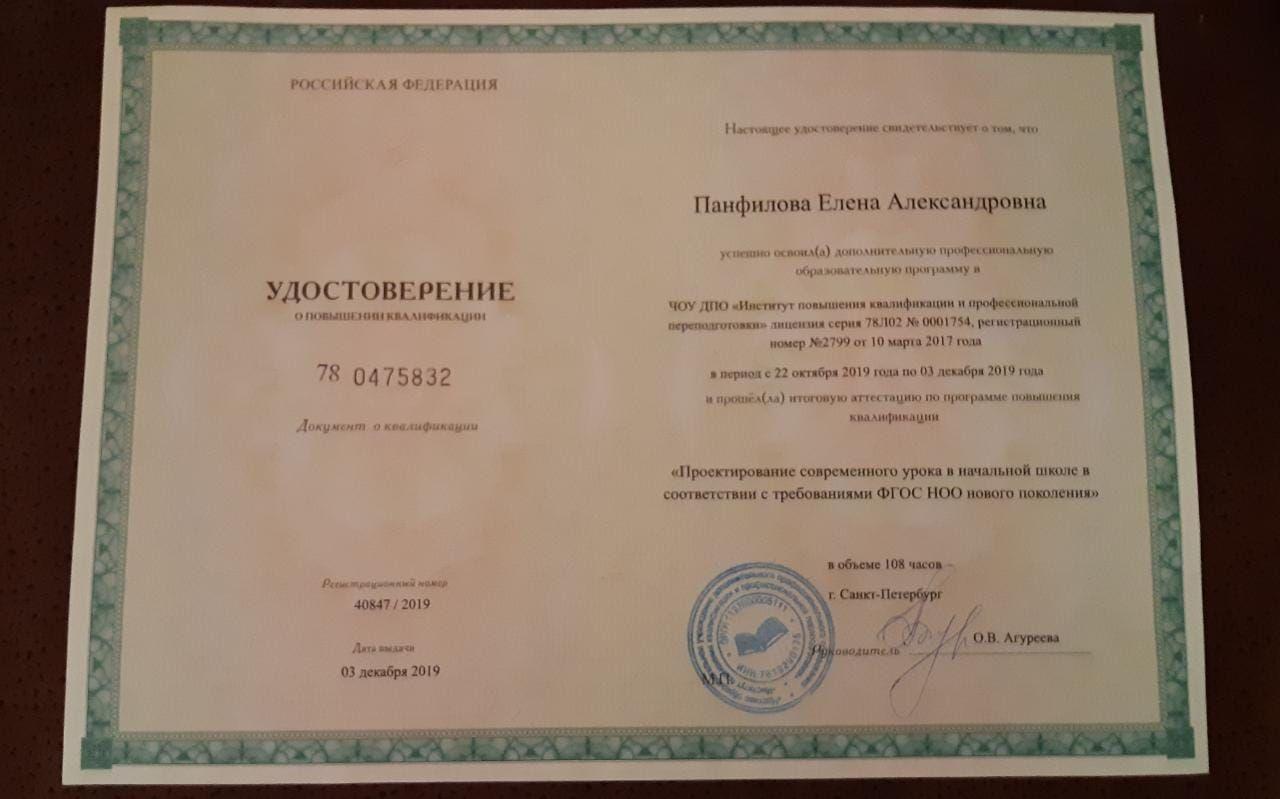 РОССИЙСКАЯ ФЕДЕРАЦИЯ
УДОСТОВЕРЕНИЕ
О ПОВЫШЕНИИ КВАЛИФИКАЦИИ
78 0475832
Документ о квалификации
Регистрационный номер
40847 / 2019
Дата выдачи
03 декабря 2019
Настоящее удостоверение свидетельствует о том, что
Панфилова Елена Александровна
успешно освоил(а) дополнительную профессиональную
образовательную программу в
ЧОУ ДПО «Институт повышения квалификации и профессиональной
переподготовки» лицензия серия 78Л02 № 0001754, регистрационный
номер №2799 от 10 марта 2017 года
в период с 22 октября 2019 года по 03 декабря 2019 года
и прошёл(ла) итоговую аттестацию по программе повышения
квалификации
«Проектирование современного урока в начальной школе в
соответствии с требованиями ФГОС НОО нового поколения»
в объеме 108 часов
г. Санкт-Петербург
Руководитель О.В. Агуреева
М.П.